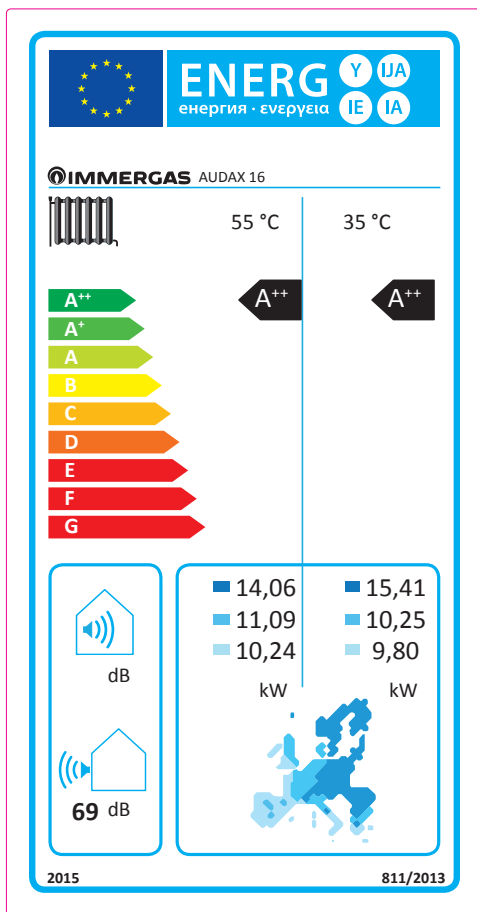 ENERG Y IJA
енергия · ενεργεια IE IA
IMMERGAS AUDAX 16
55 °C 35 °C
A++ A++ A++
A+
A
B
C
D
E
F
G
14,06 15,41
11,09 10,25
10,24 9,80
kW kW
dB
69 dB
2015 811/2013